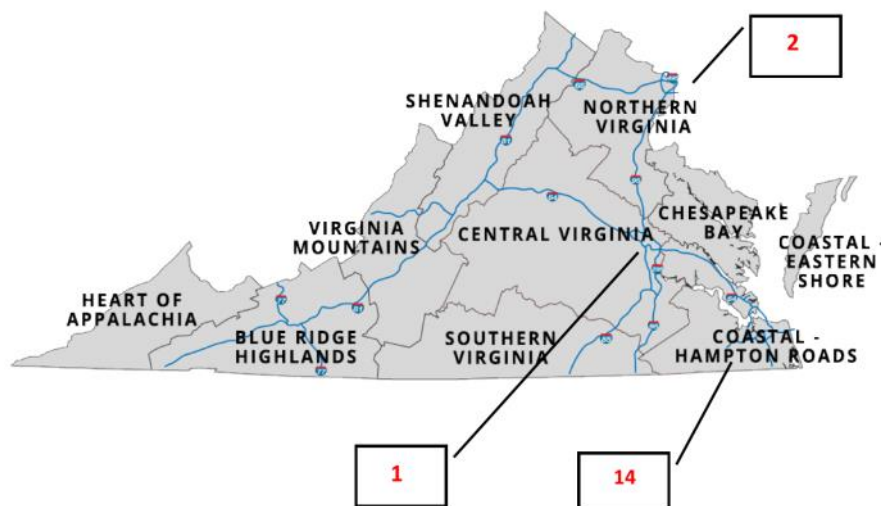 2
SHENANDOAH
VALLEY
NORTHERN
VIRGINIA
CHESAPEAKE
BAY
VIRGINIA
MOUNTAINS
CENTRAL VIRGINIA
COASTAL -
EASTERN
SHORE
HEART OF
APPALACHIA
BLUE RIDGE
HIGHLANDS
SOUTHERN
VIRGINIA
COASTAL -
HAMPTON ROADS
1
14